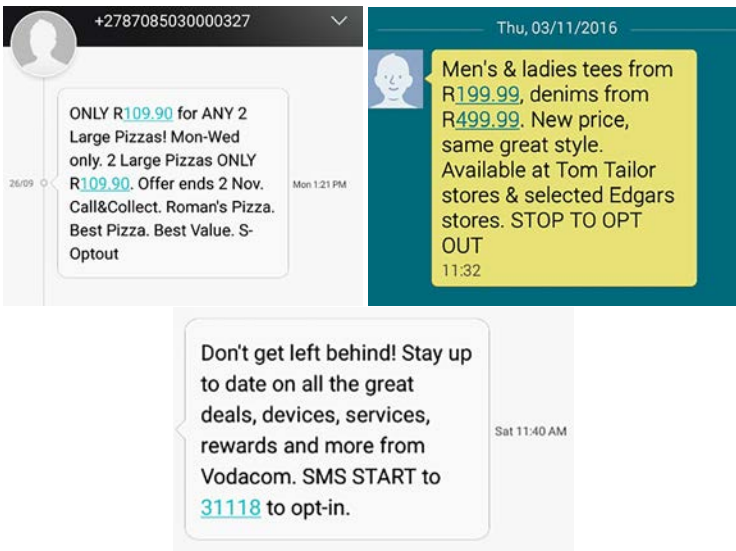 +2787085030000327
ONLY R109.90 for ANY 2
Large Pizzas! Mon-Wed
only. 2 Large Pizzas ONLY
R109.90. Offer ends 2 Nov.
Call&Collect. Roman's Pizza.
Best Pizza. Best Value. S-
Optout
26/09
Mon 1:21 PM
Thu, 03/11/2016
Men's & ladies tees from
R199.99, denims from
R499.99. New price,
same great style.
Available at Tom Tailor
stores & selected Edgars
stores. STOP TO OPT
OUT
11:32
Don't get left behind! Stay up
to date on all the great
deals, devices, services,
rewards and more from
Vodacom. SMS START to
31118 to opt-in.
Sat 11:40 AM